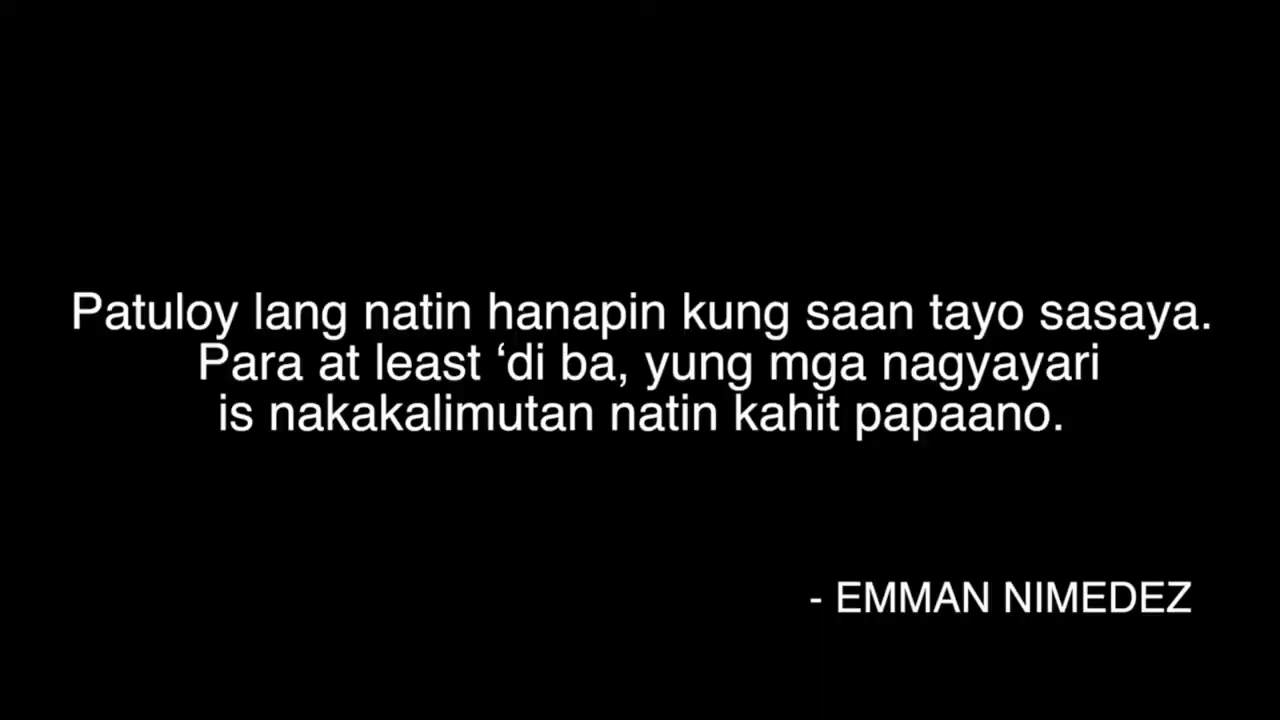 Patuloy lang natin hanapin kung saan tayo sasaya.
Para at least ‘di ba, yung mga nagyayari
is nakakalimutan natin kahit papaano.
- EMMAN NIMEDEZ